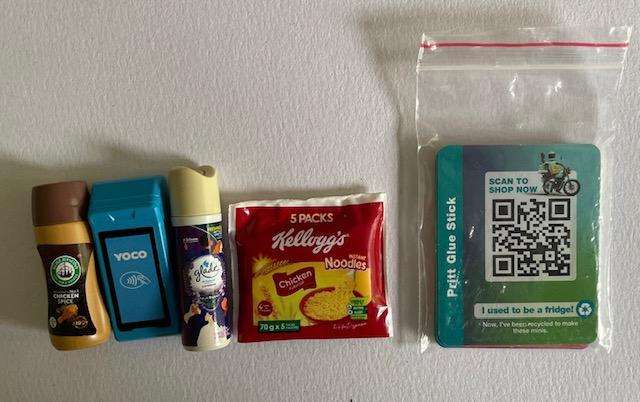 CHICKEN
SPICE
YOCO
glade
5 PACKS
Kellogg's
INSTANT
Noodles
Chicken
70 g x 5
SCAN TO
SHOP NOW
Pritt Glue Stick
I used to be a fridge!
Now, I've been recycled to make
these minis.